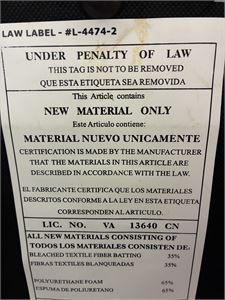 LAW LABEL - #L-4474-2
UNDER PENALTY OF LAW
THIS TAG IS NOT TO BE REMOVED
QUE ESTA ETIQUETA SEA REMOVIDA
This Article contains
NEW MATERIAL ONLY
Este Articulo contiene:
MATERIAL NUEVO UNICAMENTE
CERTIFICATION IS MADE BY THE MANUFACTURER
THAT THE MATERIALS IN THIS ARTICLE ARE
DESCRIBED IN ACCORDANCE WITH THE LAW.
EL FABRICANTE CERTIFICA QUE LOS MATERIALES
DESCRITOS CONFORME A LA LEY EN ESTA ETIQUETA
CORRESPONDEN AL ARTICULO.
LIC. NO. VA 13640 CN
ALL NEW MATERIALS CONSISTING OF
TODOS LOS MATERIALES CONSISTEN DE:
BLEACHED TEXTILE FIBER BATTING 35%
FIBRAS TEXTILES BLANQUEADAS 35%
POLYURETHANE FOAM 65%
ESPUMA DE POLIURETANO 65%